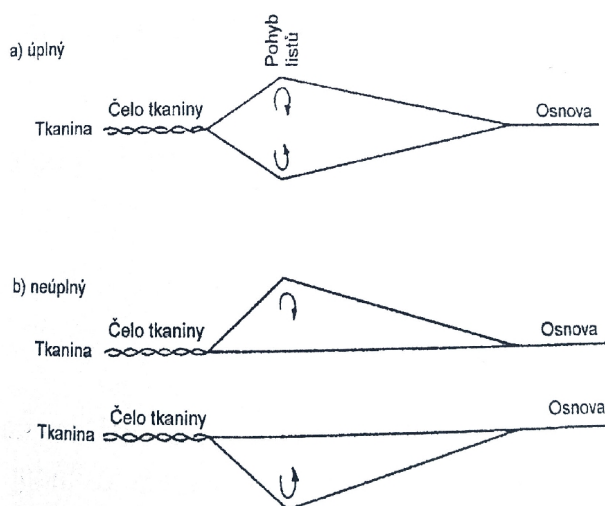 a) úplný
Pohyb
listů
Čelo tkaniny
Tkanina
Osnova
b) neúplný
Čelo tkaniny
Tkanina
Osnova
Čelo tkaniny
Tkanina
Osnova